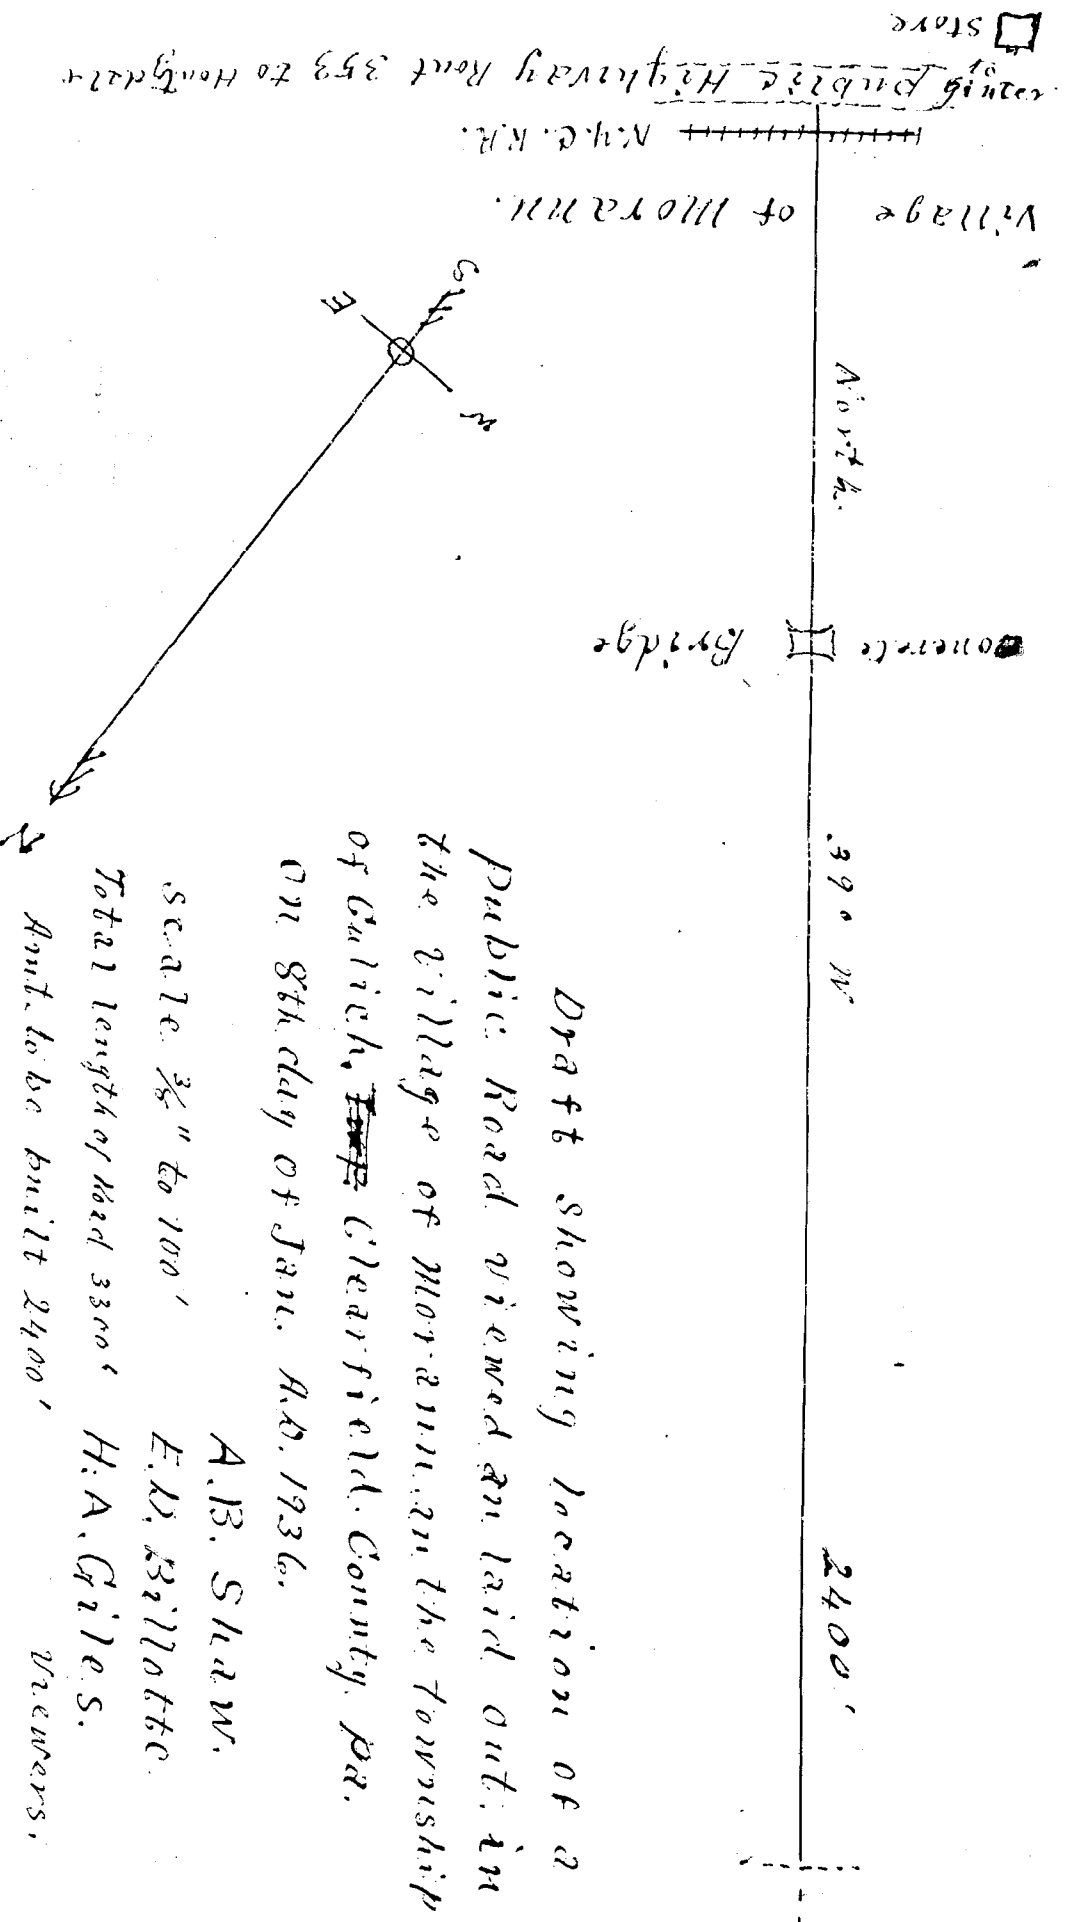 Store
public Highway Rout 353 to Houtzdale
N.Y.C. R.R.
Village of Morann.
S
E
W
N
North. 39° W 2400'
Concrete Bridge
Draft showing location of a
public Road viewed an laid out in
the village of Morann in the township
of Gulich, Twp Clearfield County, Pa.
on 8th day of Jan. A.D. 1936.
scale 3/8" to 100'
Total length of Road 3300'
Amt. to be built 2400'
A.B. Shaw.
E.D. Billotte
H.A. Giles.
viewers.